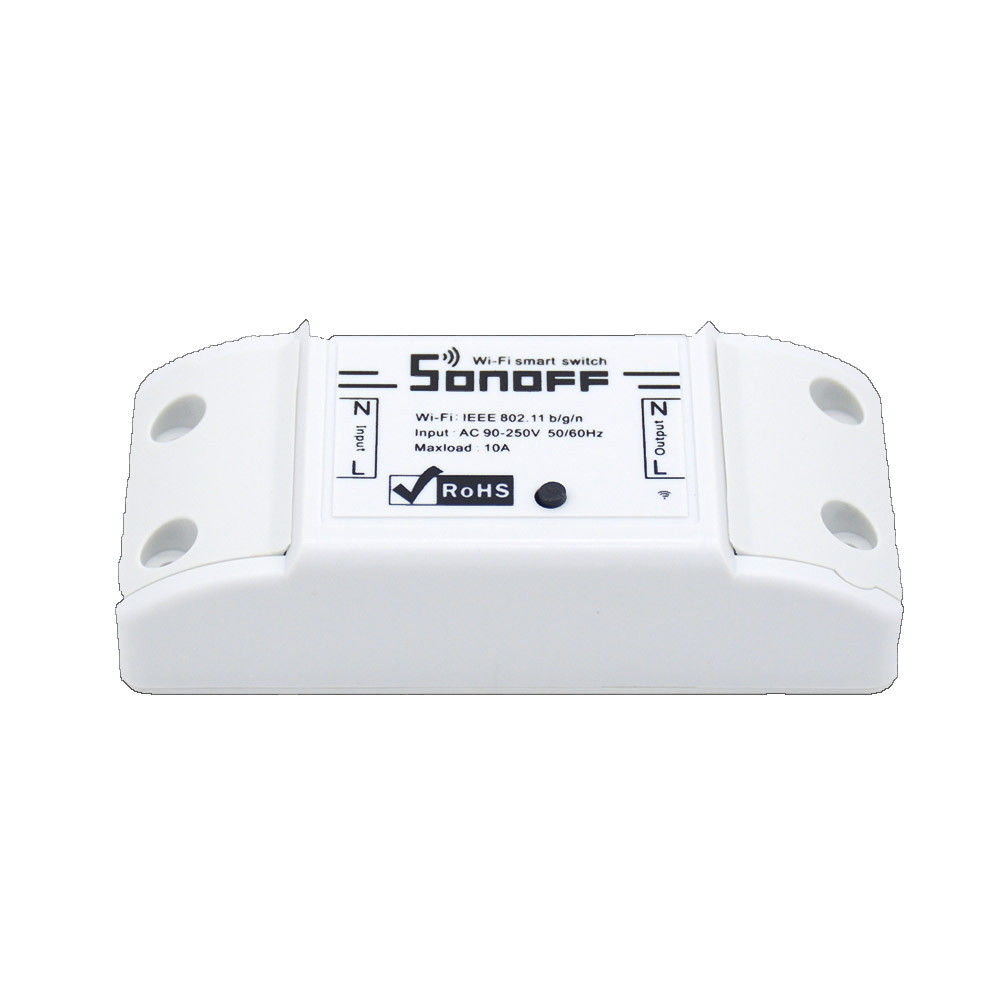 Wi-Fi smart switch
SONOFF
N Input L
Wi-Fi: IEEE 802.11 b/g/n
Input : AC 90-250V 50/60Hz
Maxload : 10A
N Output L
RoHS